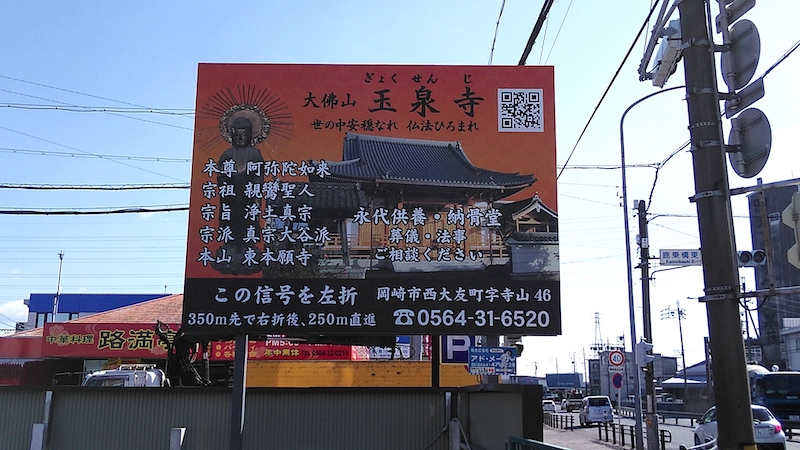 ぎょく せん じ
大佛山 玉泉寺
世の中安穏なれ 仏法ひろまれ
本尊 阿弥陀如来
宗祖 親鸞聖人
宗旨 浄土真宗
宗派 真宗大谷派
本山 東本願寺
永代供養・納骨堂
葬儀・法事
ご相談ください
この信号を左折
350m先で右折後、250m直進
岡崎市西大友町字寺山46
☎0564-31-6520
中華料理 路満亭
年中無休
P
40